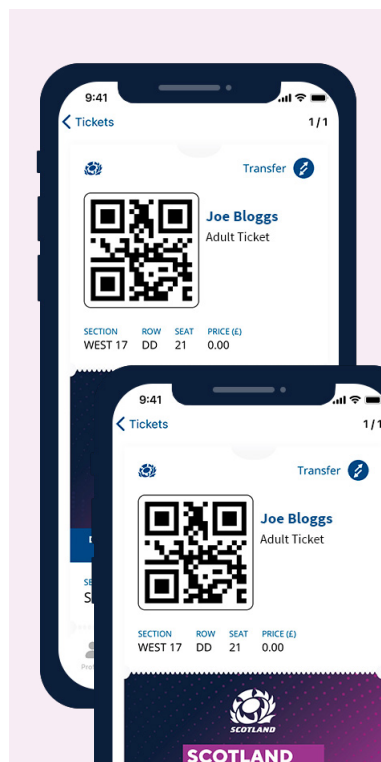 9:41
Tickets
1/1
Transfer
Joe Bloggs
Adult Ticket
SECTION ROW SEAT PRICE (£)
WEST 17 DD 21 0.00
9:41
Tickets
1/1
Transfer
Joe Bloggs
Adult Ticket
SECTION ROW SEAT PRICE (£)
WEST 17 DD 21 0.00
SCOTLAND
SCOTLAND